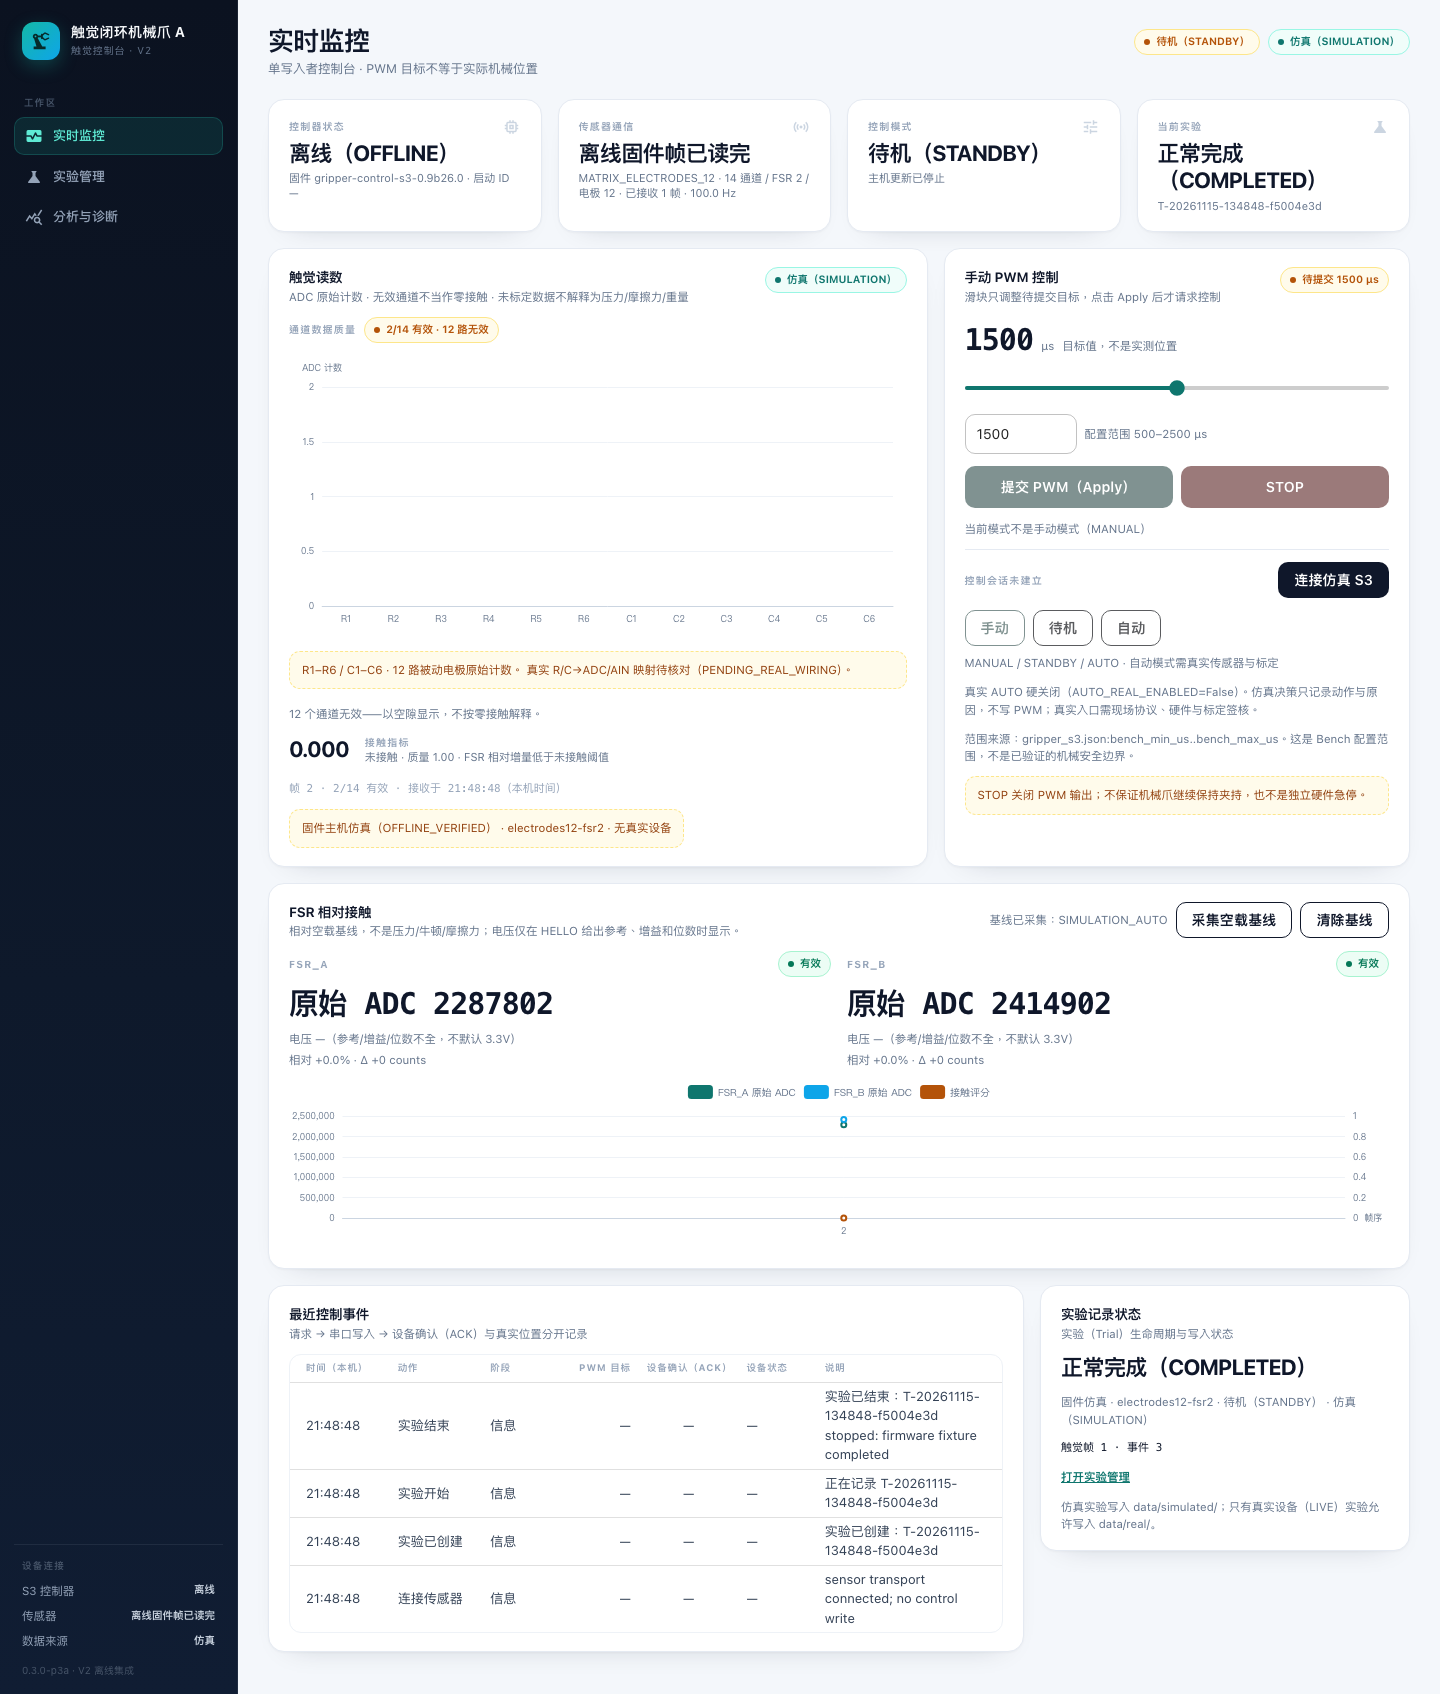 触觉闭环机械爪 A
触觉控制台 · V2
工作区
实时监控
实验管理
分析与诊断
设备连接
S3 控制器 离线
传感器 离线固件帧已读完
数据来源 仿真
0.3.0-p3a · V2 离线集成
实时监控
单写入者控制台 · PWM 目标不等于实际机械位置
待机（STANDBY）
仿真（SIMULATION）
控制器状态
离线（OFFLINE）
固件 gripper-control-s3-0.9b26.0 · 启动 ID
—
传感器通信
离线固件帧已读完
MATRIX_ELECTRODES_12 · 14 通道 / FSR 2 /
电极 12 · 已接收 1 帧 · 100.0 Hz
控制模式
待机（STANDBY）
主机更新已停止
当前实验
正常完成
（COMPLETED）
T-20261115-134848-f5004e3d
触觉读数
ADC 原始计数 · 无效通道不当作零接触 · 未标定数据不解释为压力/摩擦力/重量
仿真（SIMULATION）
通道数据质量
2/14 有效 · 12 路无效
ADC 计数
2
1.5
1
0.5
0
R1 R2 R3 R4 R5 R6 C1 C2 C3 C4 C5 C6
R1–R6 / C1–C6 · 12 路被动电极原始计数。 真实 R/C→ADC/AIN 映射待核对（PENDING_REAL_WIRING）。
12 个通道无效——以空隙显示，不按零接触解释。
0.000
接触指标
未接触 · 质量 1.00 · FSR 相对增量低于未接触阈值
帧 2 · 2/14 有效 · 接收于 21:48:48（本机时间）
固件主机仿真（OFFLINE_VERIFIED） · electrodes12-fsr2 · 无真实设备
手动 PWM 控制
滑块只调整待提交目标，点击 Apply 后才请求控制
待提交 1500 µs
1500 µs 目标值，不是实测位置
1500
配置范围 500–2500 µs
提交 PWM（Apply）
STOP
当前模式不是手动模式（MANUAL）
控制会话未建立
连接仿真 S3
手动
待机
自动
MANUAL / STANDBY / AUTO · 自动模式需真实传感器与标定
真实 AUTO 硬关闭（AUTO_REAL_ENABLED=False）。仿真决策只记录动作与原
因，不写 PWM；真实入口需现场协议、硬件与标定签核。
范围来源：gripper_s3.json:bench_min_us..bench_max_us。这是 Bench 配置范
围，不是已验证的机械安全边界。
STOP 关闭 PWM 输出；不保证机械爪继续保持夹持，也不是独立硬件急停。
FSR 相对接触
相对空载基线，不是压力/牛顿/摩擦力；电压仅在 HELLO 给出参考、增益和位数时显示。
基线已采集：SIMULATION_AUTO
采集空载基线
清除基线
FSR_A
有效
原始 ADC 2287802
电压 —（参考/增益/位数不全，不默认 3.3V）
相对 +0.0% · Δ +0 counts
FSR_B
有效
原始 ADC 2414902
电压 —（参考/增益/位数不全，不默认 3.3V）
相对 +0.0% · Δ +0 counts
FSR_A 原始 ADC FSR_B 原始 ADC 接触评分
2,500,000 1
2,000,000 0.8
1,500,000 0.6
1,000,000 0.4
500,000 0.2
0 0 帧序
2
最近控制事件
请求 → 串口写入 → 设备确认（ACK）与真实位置分开记录
时间（本机） 动作 阶段 PWM 目标 设备确认（ACK） 设备状态 说明
21:48:48 实验结束 信息 — — — 实验已结束：T-20261115-
134848-f5004e3d
stopped: firmware fixture
completed
21:48:48 实验开始 信息 — — — 正在记录 T-20261115-
134848-f5004e3d
21:48:48 实验已创建 信息 — — — 实验已创建：T-20261115-
134848-f5004e3d
21:48:48 连接传感器 信息 — — — sensor transport
connected; no control
write
实验记录状态
实验（Trial）生命周期与写入状态
正常完成（COMPLETED）
固件仿真 · electrodes12-fsr2 · 待机（STANDBY） · 仿真
（SIMULATION）
触觉帧 1 · 事件 3
打开实验管理
仿真实验写入 data/simulated/；只有真实设备（LIVE）实验允
许写入 data/real/。